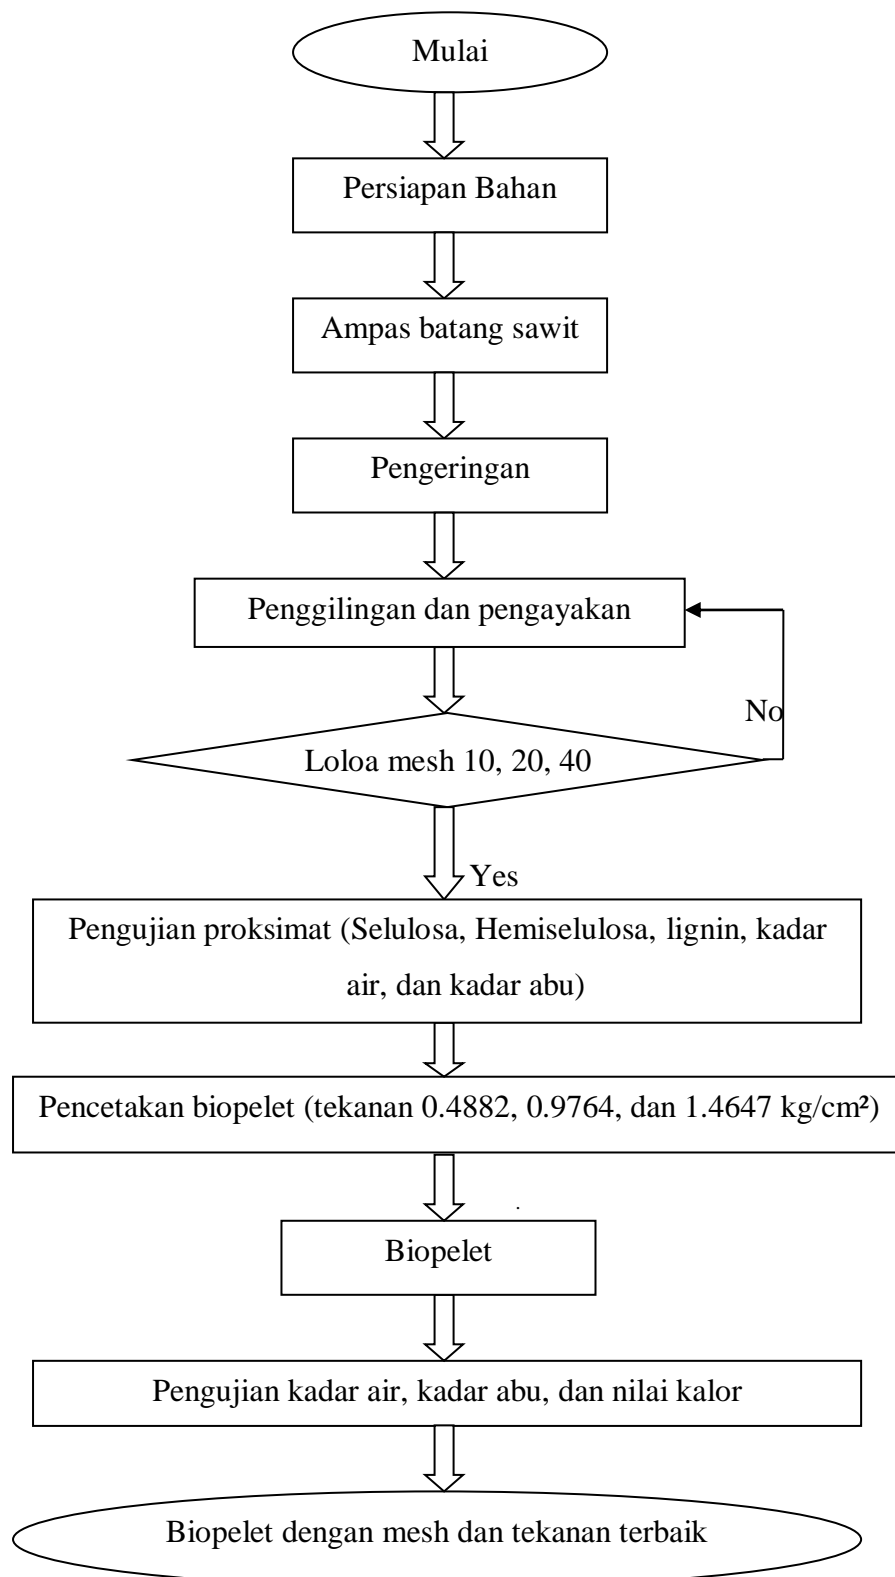 Mulai
Persiapan Bahan
Ampas batang sawit
Pengeringan
Penggilingan dan pengayakan
No
Loloa mesh 10, 20, 40
Yes
Pengujian proksimat (Selulosa, Hemiselulosa, lignin, kadar
air, dan kadar abu)
Pencetakan biopelet (tekanan 0.4882, 0.9764, dan 1.4647 kg/cm²)
.
Biopelet
Pengujian kadar air, kadar abu, dan nilai kalor
Biopelet dengan mesh dan tekanan terbaik